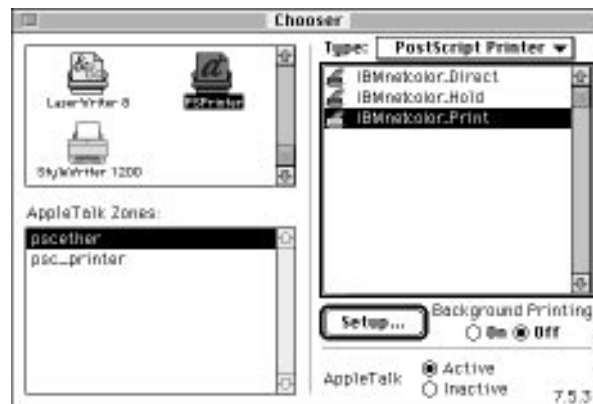 Chooser
LaserWriter 8
PSPrinter
StyleWriter 1200
AppleTalk Zones:
pscether
psc_printer
Type: PostScript Printer
IBMnetcolor.Direct
IBMnetcolor.Hold
IBMnetcolor.Print
Setup...
Background Printing
On Off
AppleTalk
Active
Inactive
7.5.3